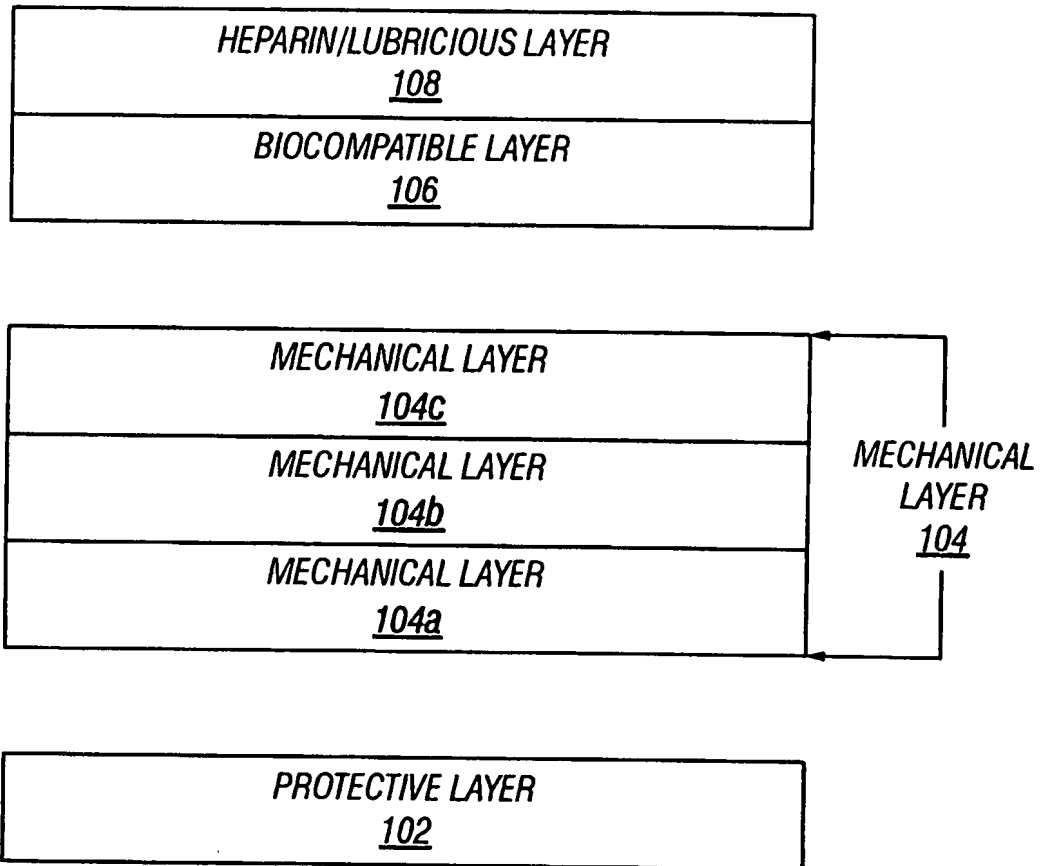 HEPARIN/LUBRICIOUS LAYER
108
BIOCOMPATIBLE LAYER
106
MECHANICAL LAYER
104c
MECHANICAL LAYER
104b
MECHANICAL LAYER
104a
MECHANICAL
LAYER
104
PROTECTIVE LAYER
102